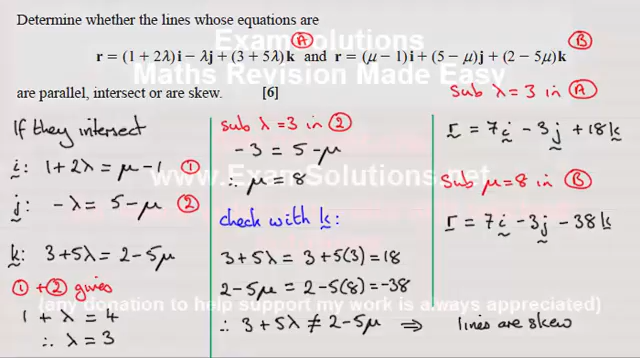 Determine whether the lines whose equations are
r = (1 + 2λ)i − λj + (3 + 5λ)k and r = (μ − 1)i + (5 − μ)j + (2 − 5μ)k
A
B
are parallel, intersect or are skew. [6]
ExamSolutions
Maths Revision Made Easy
www.ExamSolutions.net
(any donation to help support my work is always appreciated)
If they intersect
i: 1 + 2λ = μ − 1 ①
j: −λ = 5 − μ ②
k: 3 + 5λ = 2 − 5μ
① + ② gives
1 + λ = 4
∴ λ = 3
sub λ = 3 in ②
−3 = 5 − μ
∴ μ = 8
check with k:
3 + 5λ = 3 + 5(3) = 18
2 − 5μ = 2 − 5(8) = −38
∴ 3 + 5λ ≠ 2 − 5μ ⇒ lines are skew
sub λ = 3 in A
r = 7i − 3j + 18k
sub μ = 8 in B
r = 7i − 3j − 38k